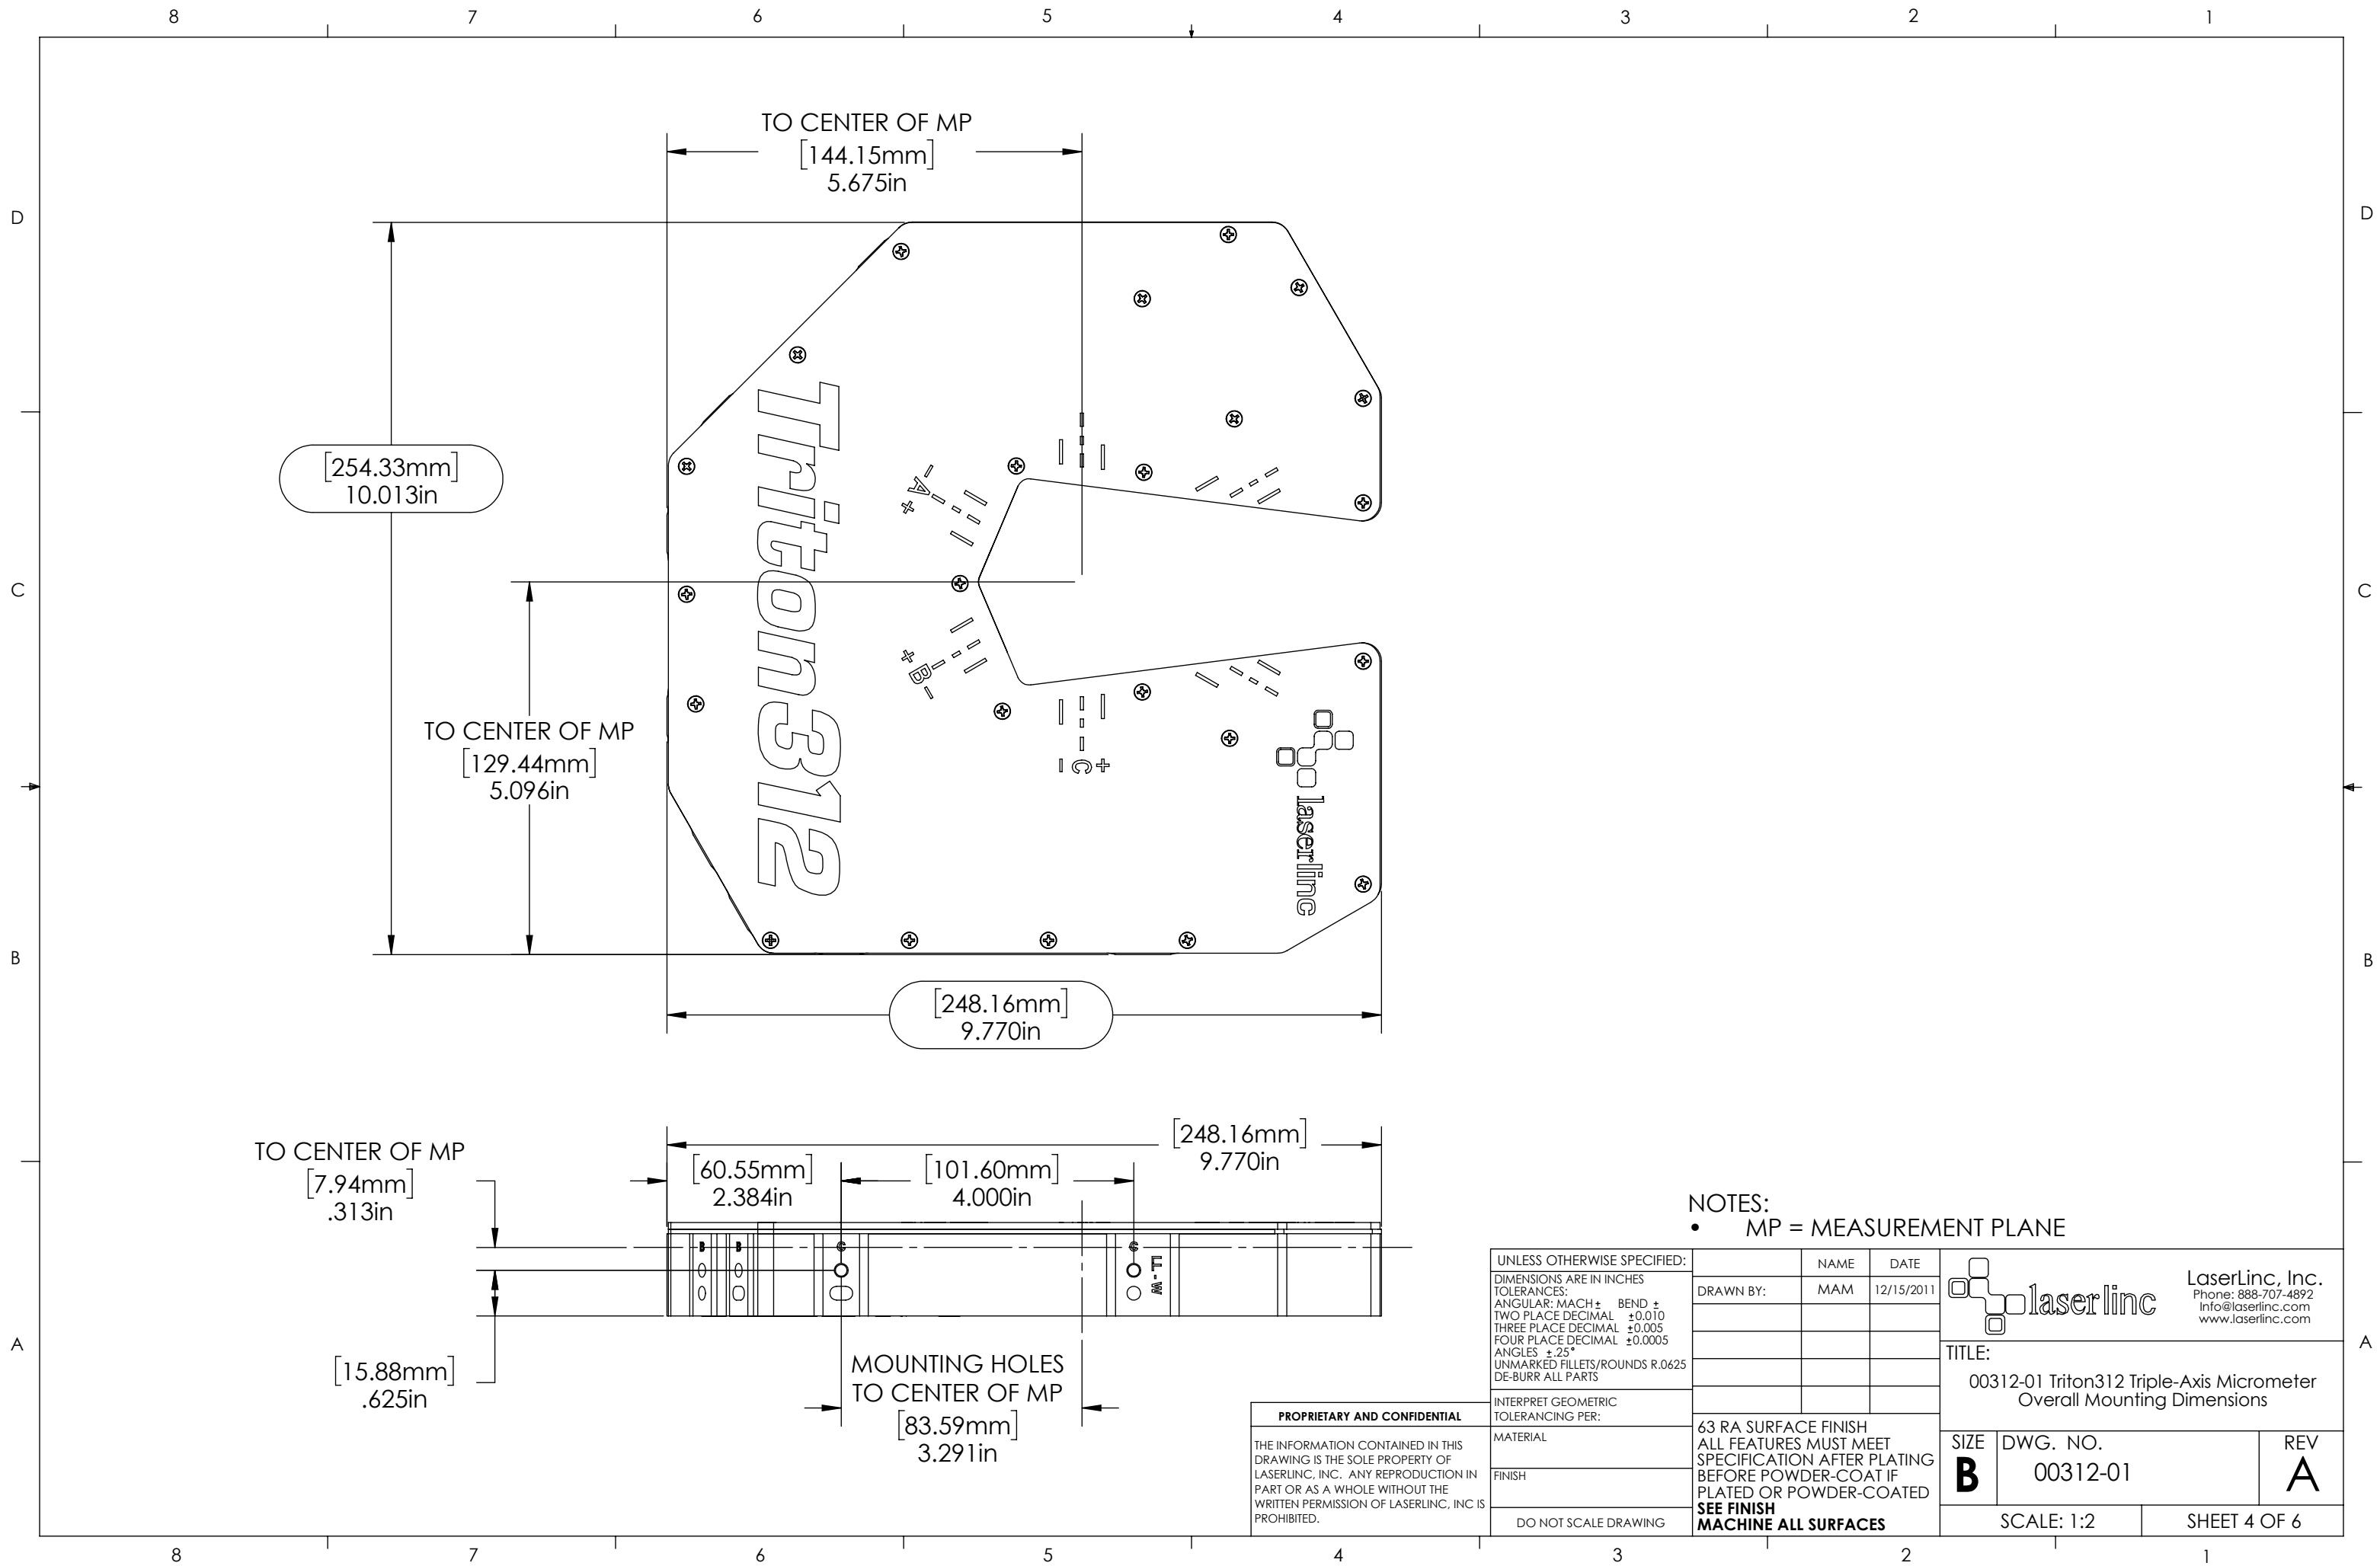 8 7 6 5 4 3 2 1
D D
C C
B B
A A
TO CENTER OF MP
[144.15mm]
5.675in
[254.33mm]
10.013in
TO CENTER OF MP
[129.44mm]
5.096in
Triton312
- A +
+ B -
- C +
laserlinc
[248.16mm]
9.770in
TO CENTER OF MP
[7.94mm]
.313in
[248.16mm]
9.770in
[60.55mm]
2.384in
[101.60mm]
4.000in
B B C C
LL-W
[15.88mm]
.625in
MOUNTING HOLES
TO CENTER OF MP
[83.59mm]
3.291in
NOTES:
• MP = MEASUREMENT PLANE
PROPRIETARY AND CONFIDENTIAL
THE INFORMATION CONTAINED IN THIS
DRAWING IS THE SOLE PROPERTY OF
LASERLINC, INC. ANY REPRODUCTION IN
PART OR AS A WHOLE WITHOUT THE
WRITTEN PERMISSION OF LASERLINC, INC IS
PROHIBITED.
UNLESS OTHERWISE SPECIFIED:
DIMENSIONS ARE IN INCHES
TOLERANCES:
ANGULAR: MACH ± BEND ±
TWO PLACE DECIMAL ±0.010
THREE PLACE DECIMAL ±0.005
FOUR PLACE DECIMAL ±0.0005
ANGLES ±.25°
UNMARKED FILLETS/ROUNDS R.0625
DE-BURR ALL PARTS
INTERPRET GEOMETRIC
TOLERANCING PER:
MATERIAL
FINISH
DO NOT SCALE DRAWING
NAME DATE
DRAWN BY: MAM 12/15/2011
63 RA SURFACE FINISH
ALL FEATURES MUST MEET
SPECIFICATION AFTER PLATING
BEFORE POWDER-COAT IF
PLATED OR POWDER-COATED
SEE FINISH
MACHINE ALL SURFACES
laserlinc
LaserLinc, Inc.
Phone: 888-707-4892
Info@laserlinc.com
www.laserlinc.com
TITLE:
00312-01 Triton312 Triple-Axis Micrometer
Overall Mounting Dimensions
SIZE DWG. NO. REV
B 00312-01 A
SCALE: 1:2 SHEET 4 OF 6
8 7 6 5 4 3 2 1